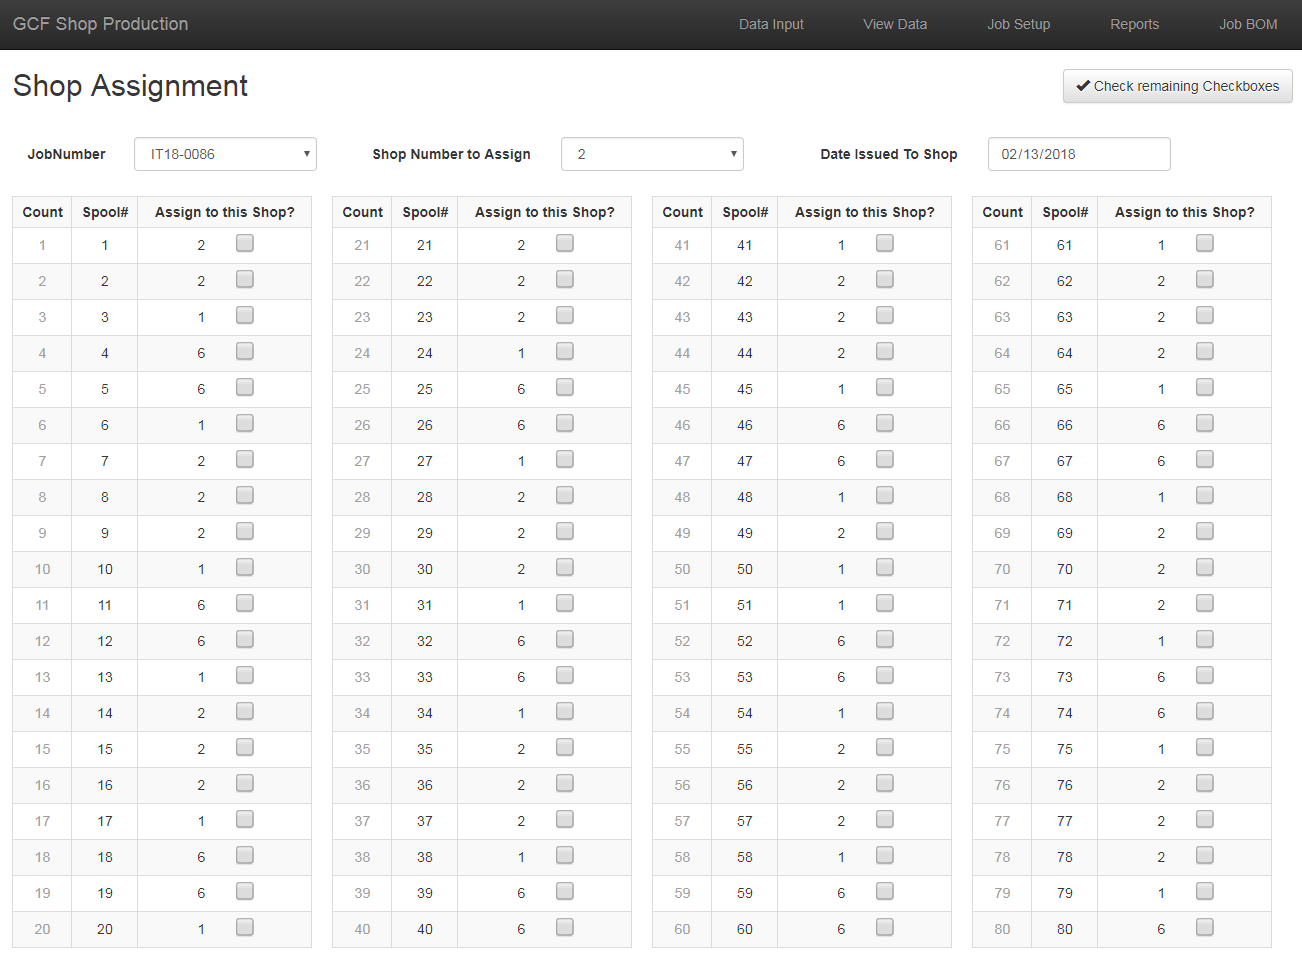 GCF Shop Production Data Input View Data Job Setup Reports Job BOM
Shop Assignment Check remaining Checkboxes
JobNumber IT18-0086 Shop Number to Assign 2 Date Issued To Shop 02/13/2018
Count Spool# Assign to this Shop? Count Spool# Assign to this Shop? Count Spool# Assign to this Shop? Count Spool# Assign to this Shop?
1 1 2 21 21 2 41 41 1 61 61 1
2 2 2 22 22 2 42 42 2 62 62 2
3 3 1 23 23 2 43 43 2 63 63 2
4 4 6 24 24 1 44 44 2 64 64 2
5 5 6 25 25 6 45 45 1 65 65 1
6 6 1 26 26 6 46 46 6 66 66 6
7 7 2 27 27 1 47 47 6 67 67 6
8 8 2 28 28 2 48 48 1 68 68 1
9 9 2 29 29 2 49 49 2 69 69 2
10 10 1 30 30 2 50 50 1 70 70 2
11 11 6 31 31 1 51 51 1 71 71 2
12 12 6 32 32 6 52 52 6 72 72 1
13 13 1 33 33 6 53 53 6 73 73 6
14 14 2 34 34 1 54 54 1 74 74 6
15 15 2 35 35 2 55 55 2 75 75 1
16 16 2 36 36 2 56 56 2 76 76 2
17 17 1 37 37 2 57 57 2 77 77 2
18 18 6 38 38 1 58 58 1 78 78 2
19 19 6 39 39 6 59 59 6 79 79 1
20 20 1 40 40 6 60 60 6 80 80 6